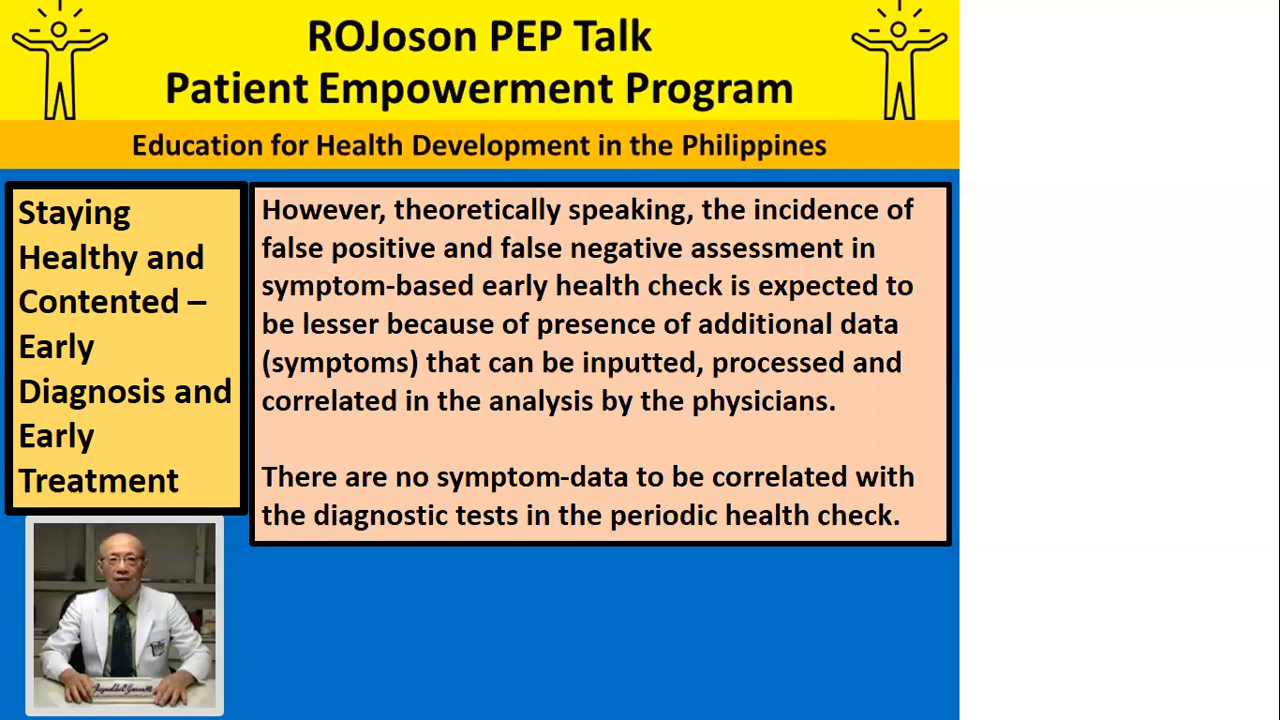 ROJoson PEP Talk
Patient Empowerment Program
Education for Health Development in the Philippines
Staying
Healthy and
Contented –
Early
Diagnosis and
Early
Treatment
However, theoretically speaking, the incidence of
false positive and false negative assessment in
symptom-based early health check is expected to
be lesser because of presence of additional data
(symptoms) that can be inputted, processed and
correlated in the analysis by the physicians.
There are no symptom-data to be correlated with
the diagnostic tests in the periodic health check.